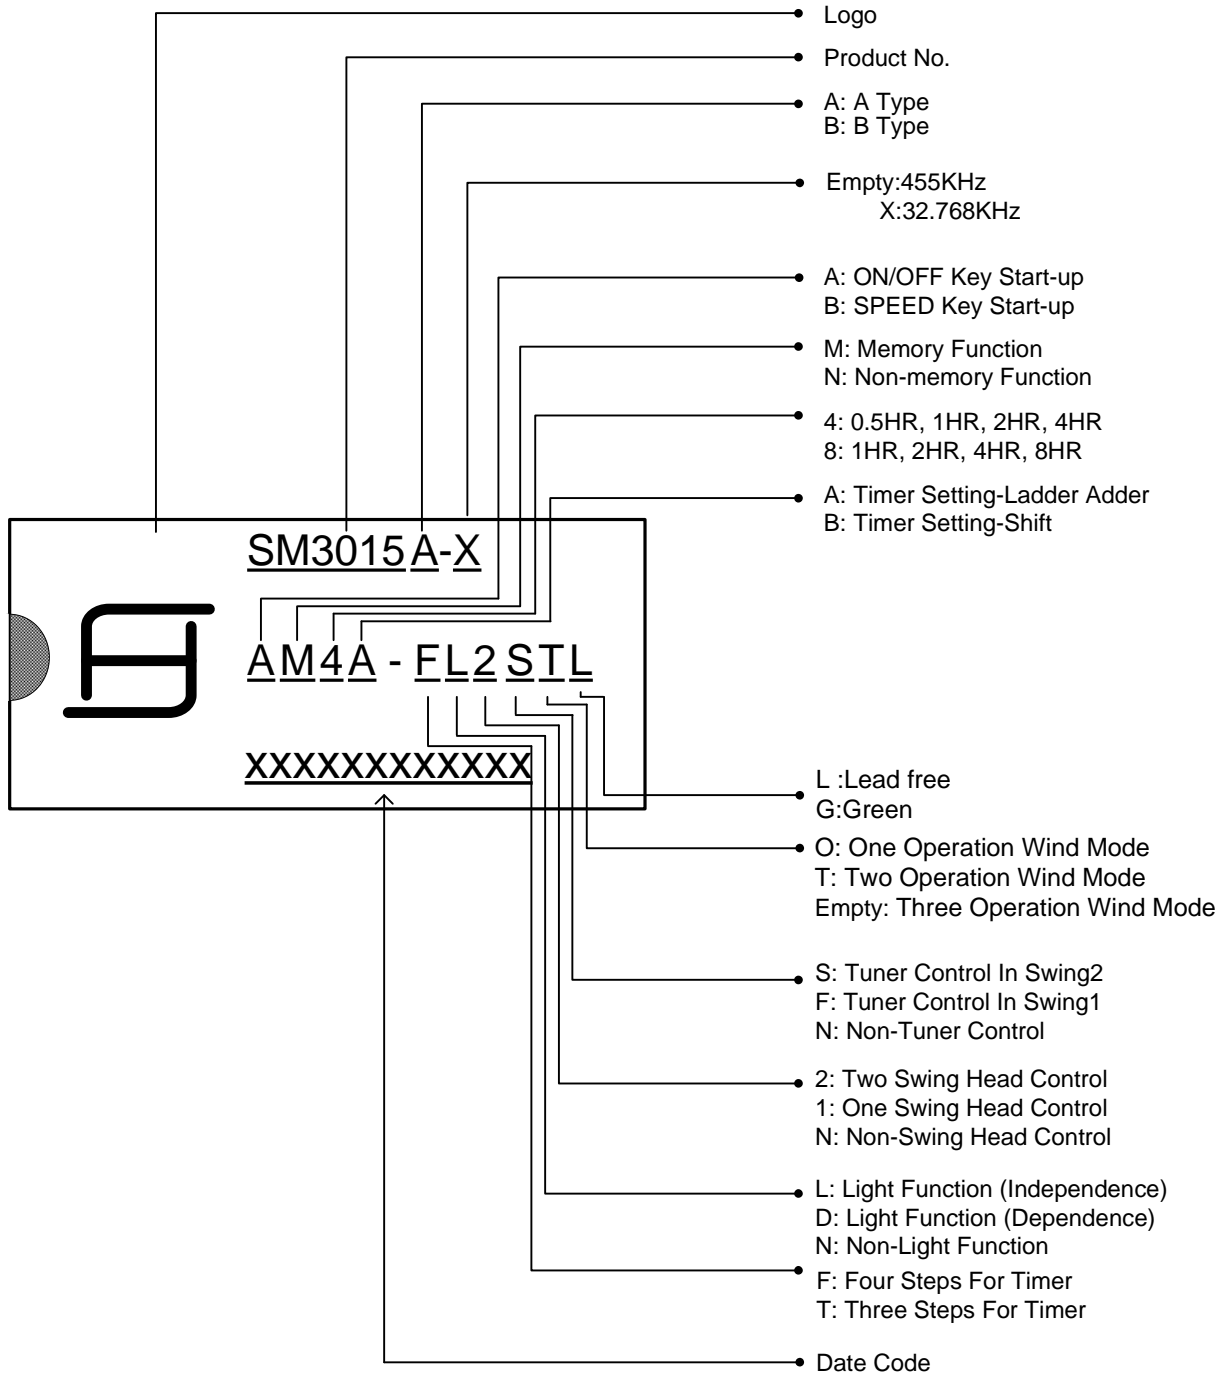 Logo
Product No.
A: A Type
B: B Type
Empty:455KHz
X:32.768KHz
A: ON/OFF Key Start-up
B: SPEED Key Start-up
M: Memory Function
N: Non-memory Function
4: 0.5HR, 1HR, 2HR, 4HR
8: 1HR, 2HR, 4HR, 8HR
A: Timer Setting-Ladder Adder
B: Timer Setting-Shift
SM3015A-X
AM4A - FL2STL
XXXXXXXXXXXX
L :Lead free
G:Green
O: One Operation Wind Mode
T: Two Operation Wind Mode
Empty: Three Operation Wind Mode
S: Tuner Control In Swing2
F: Tuner Control In Swing1
N: Non-Tuner Control
2: Two Swing Head Control
1: One Swing Head Control
N: Non-Swing Head Control
L: Light Function (Independence)
D: Light Function (Dependence)
N: Non-Light Function
F: Four Steps For Timer
T: Three Steps For Timer
Date Code